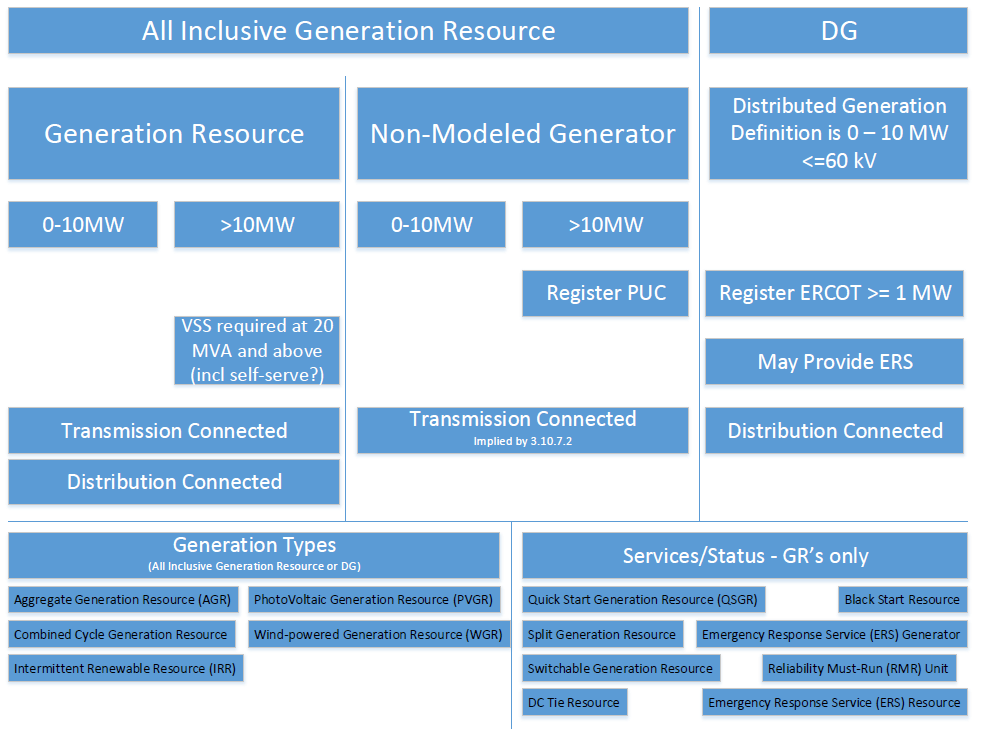 All Inclusive Generation Resource
DG
Generation Resource
Non-Modeled Generator
Distributed Generation
Definition is 0 – 10 MW
<=60 kV
0-10MW
>10MW
0-10MW
>10MW
Register PUC
Register ERCOT >= 1 MW
VSS required at 20
MVA and above
(incl self-serve?)
May Provide ERS
Transmission Connected
Transmission Connected
Implied by 3.10.7.2
Distribution Connected
Distribution Connected
Generation Types
(All Inclusive Generation Resource or DG)
Services/Status - GR's only
Aggregate Generation Resource (AGR)
PhotoVoltaic Generation Resource (PVGR)
Quick Start Generation Resource (QSGR)
Black Start Resource
Combined Cycle Generation Resource
Wind-powered Generation Resource (WGR)
Split Generation Resource
Emergency Response Service (ERS) Generator
Intermittent Renewable Resource (IRR)
Switchable Generation Resource
Reliability Must-Run (RMR) Unit
DC Tie Resource
Emergency Response Service (ERS) Resource